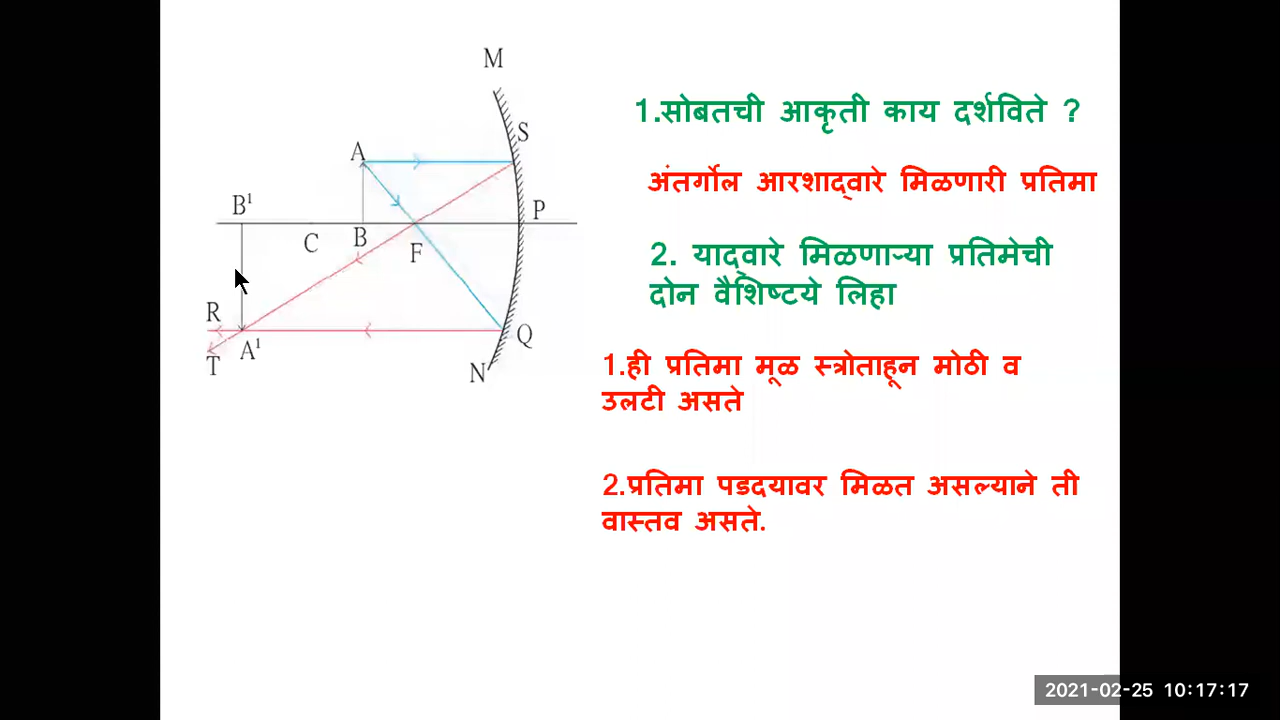 M
S
A
B¹
P
C
B
F
R
Q
A¹
T
N
1.सोबतची आकृती काय दर्शविते ?
अंतर्गोल आरशाद्‌वारे मिळणारी प्रतिमा
2. याद्‌वारे मिळणाऱ्या प्रतिमेची
दोन वैशिष्टये लिहा
1.ही प्रतिमा मूळ स्त्रोताहून मोठी व
उलटी असते
2.प्रतिमा पडदयावर मिळत असल्याने ती
वास्तव असते.
2021-02-25 10:17:17